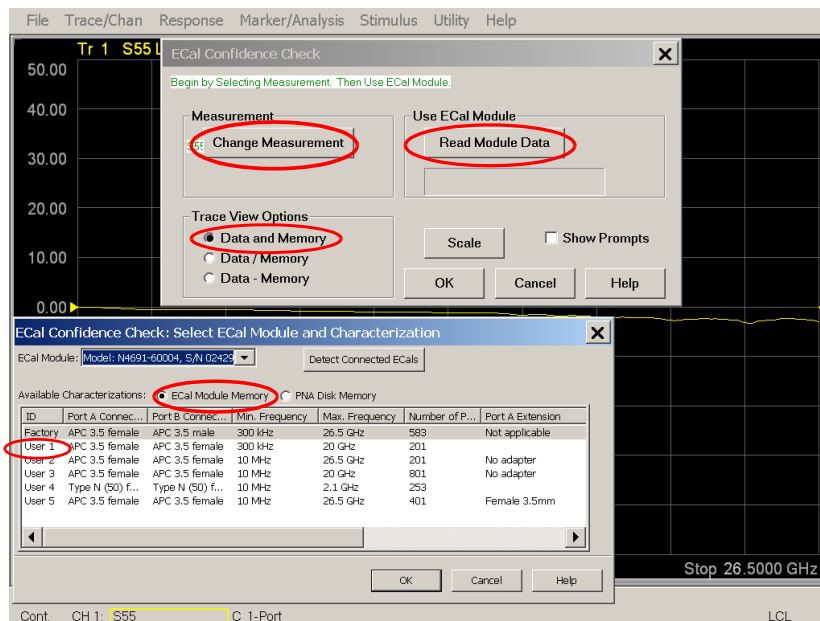 File Trace/Chan Response Marker/Analysis Stimulus Utility Help
Tr 1 S55 L
50.00
40.00
30.00
20.00
10.00
0.00
ECal Confidence Check
Begin by Selecting Measurement. Then Use ECal Module.
Measurement
Change Measurement
Use ECal Module
Read Module Data
Trace View Options
Data and Memory
Data / Memory
Data - Memory
Scale
Show Prompts
OK Cancel Help
ECal Confidence Check: Select ECal Module and Characterization
ECal Module: Model: N4691-60004, S/N 02429
Detect Connected ECals
Available Characterizations: ECal Module Memory PNA Disk Memory
ID Port A Connec... Port B Connec... Min. Frequency Max. Frequency Number of P... Port A Extension
Factory APC 3.5 female APC 3.5 male 300 kHz 26.5 GHz 583 Not applicable
User 1 APC 3.5 female APC 3.5 female 300 kHz 20 GHz 201
User 2 APC 3.5 female APC 3.5 female 10 MHz 26.5 GHz 201 No adapter
User 3 APC 3.5 female APC 3.5 female 10 MHz 20 GHz 801 No adapter
User 4 Type N (50) f... Type N (50) f... 10 MHz 2.1 GHz 253
User 5 APC 3.5 female APC 3.5 female 10 MHz 26.5 GHz 401 Female 3.5mm
OK Cancel Help
Stop 26.5000 GHz
Cont. CH 1: S55 C 1-Port LCL